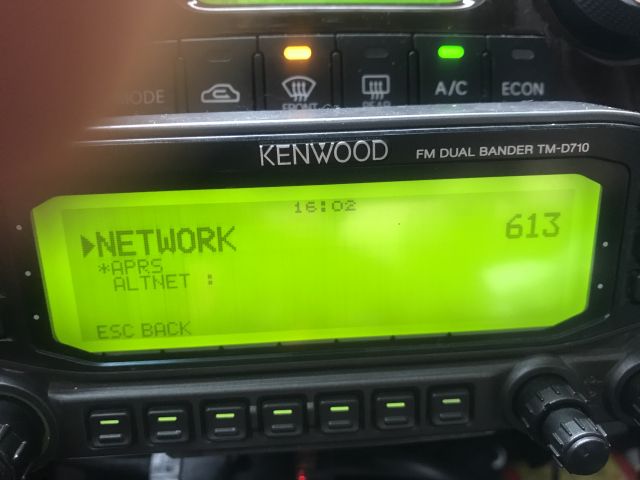 MODE
FRONT
REAR
A/C
ECON
KENWOOD
FM DUAL BANDER TM-D710
16:02
▶NETWORK 613
*APRS
ALTNET :
ESC BACK